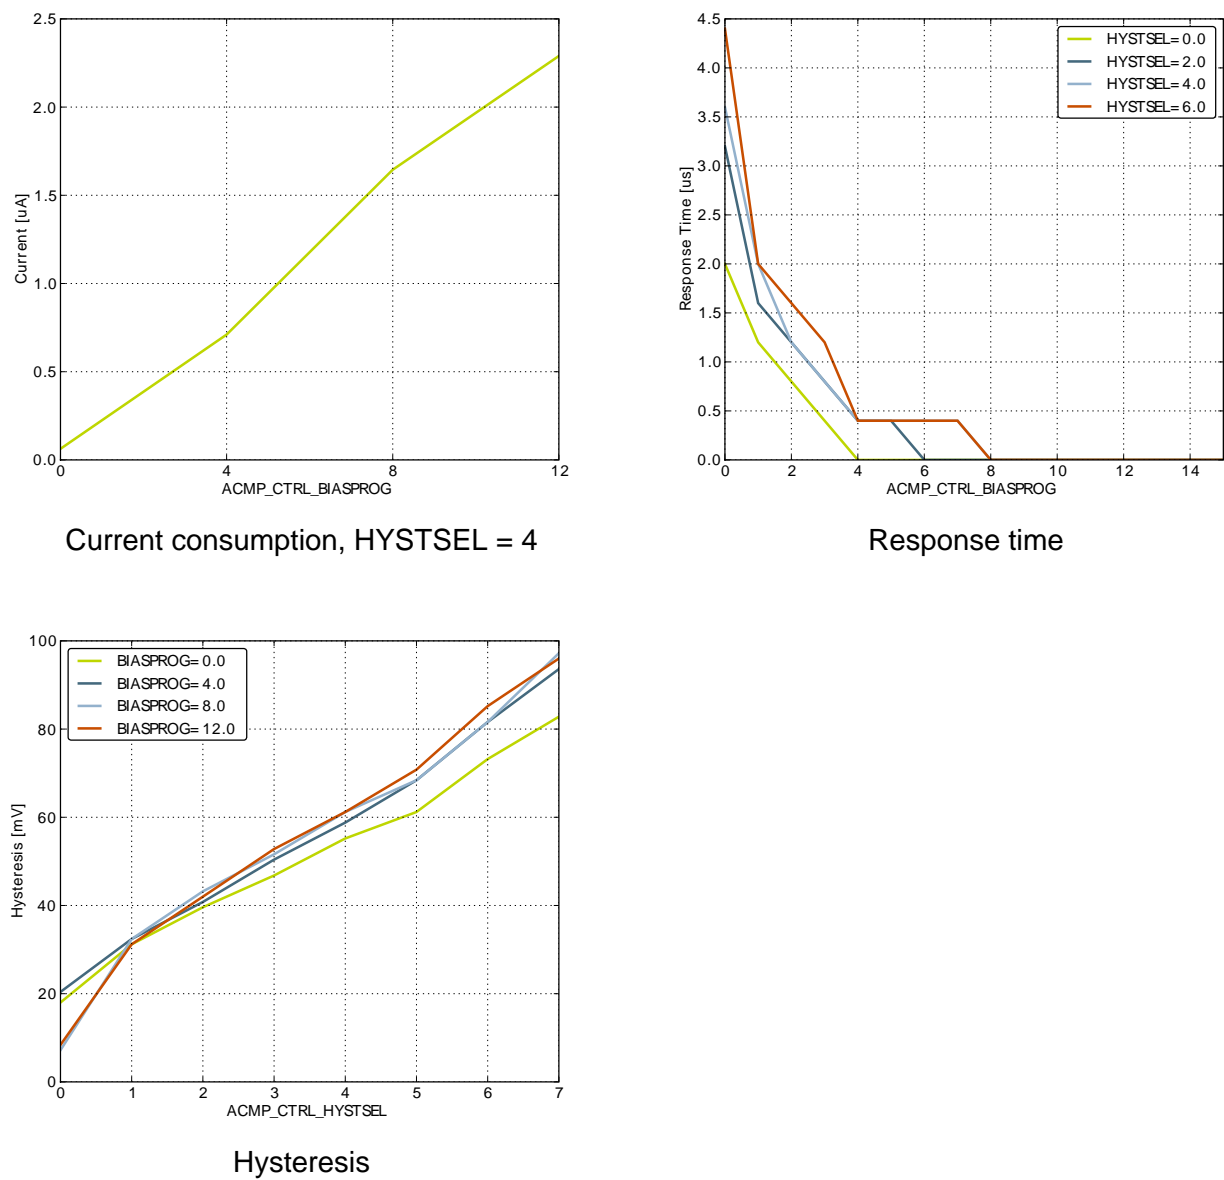 2.5
2.0
1.5
1.0
0.5
0.0
Current [uA]
0 4 8 12
ACMP_CTRL_BIASPROG
Current consumption, HYSTSEL = 4
4.5
4.0
3.5
3.0
2.5
2.0
1.5
1.0
0.5
0.0
Response Time [us]
HYSTSEL= 0.0
HYSTSEL= 2.0
HYSTSEL= 4.0
HYSTSEL= 6.0
0 2 4 6 8 10 12 14
ACMP_CTRL_BIASPROG
Response time
100
80
60
40
20
0
Hysteresis [mV]
BIASPROG= 0.0
BIASPROG= 4.0
BIASPROG= 8.0
BIASPROG= 12.0
0 1 2 3 4 5 6 7
ACMP_CTRL_HYSTSEL
Hysteresis